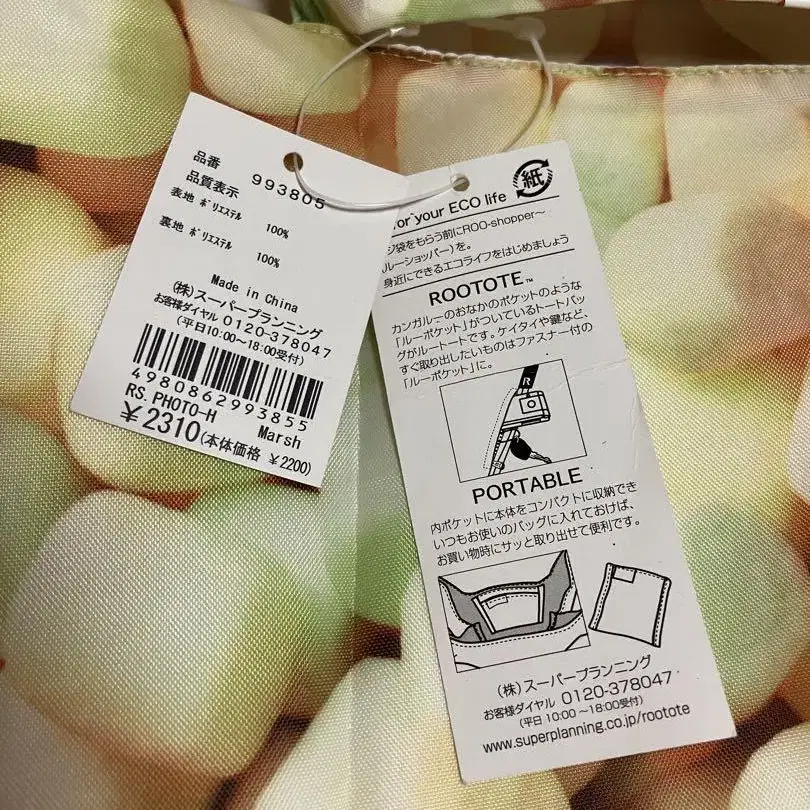 品番 993805
品質表示
表地 ﾎﾟﾘｴｽﾃﾙ 100%
裏地 ﾎﾟﾘｴｽﾃﾙ 100%
Made in China
(株)スーパープランニング
お客様ダイヤル 0120-378047
(平日10:00～18:00受付)
4980862993855
RS. PHOTO-H
Marsh
￥2310(本体価格 ￥2200)
紙
for your ECO life
ジ袋をもらう前にROO-shopper～
ルーショッパー)を。
身近にできるエコライフをはじめましょう
ROOTOTE™
カンガルーのおなかのポケットのような
「ルーポケット」がついているトートバッ
グがルートートです。ケイタイや鍵など、
すぐ取り出したいものはファスナー付の
「ルーポケット」に。
R
PORTABLE
内ポケットに本体をコンパクトに収納でき
いつもお使いのバッグに入れておけば、
お買い物時にサッと取り出せて便利です。
(株)スーパープランニング
お客様ダイヤル 0120-378047
(平日 10:00 ～18:00受付)
www.superplanning.co.jp/rootote